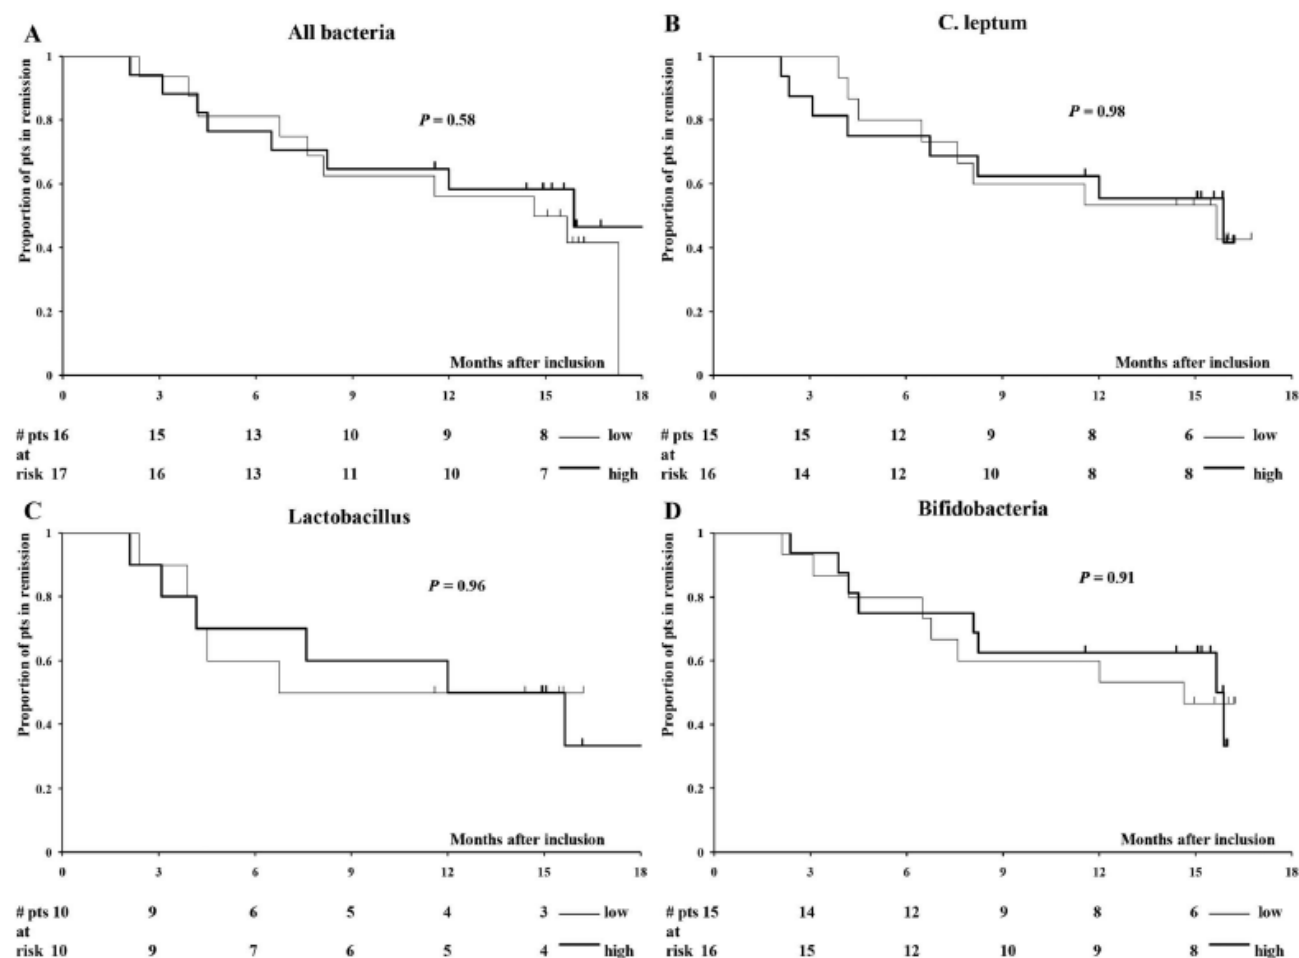 A
All bacteria
Proportion of pts in remission
1
0.8
0.6
0.4
0.2
0
P = 0.58
Months after inclusion
0 3 6 9 12 15 18
# pts 16 15 13 10 9 8 low
at
risk 17 16 13 11 10 7 high
B
C. leptum
Proportion of pts in remission
1
0.8
0.6
0.4
0.2
0
P = 0.98
Months after inclusion
0 3 6 9 12 15 18
# pts 15 15 12 9 8 6 low
at
risk 16 14 12 10 8 8 high
C
Lactobacillus
Proportion of pts in remission
1
0.8
0.6
0.4
0.2
0
P = 0.96
Months after inclusion
0 3 6 9 12 15 18
# pts 10 9 6 5 4 3 low
at
risk 10 9 7 6 5 4 high
D
Bifidobacteria
Proportion of pts in remission
1
0.8
0.6
0.4
0.2
0
P = 0.91
Months after inclusion
0 3 6 9 12 15 18
# pts 15 14 12 9 8 6 low
at
risk 16 15 12 10 9 8 high